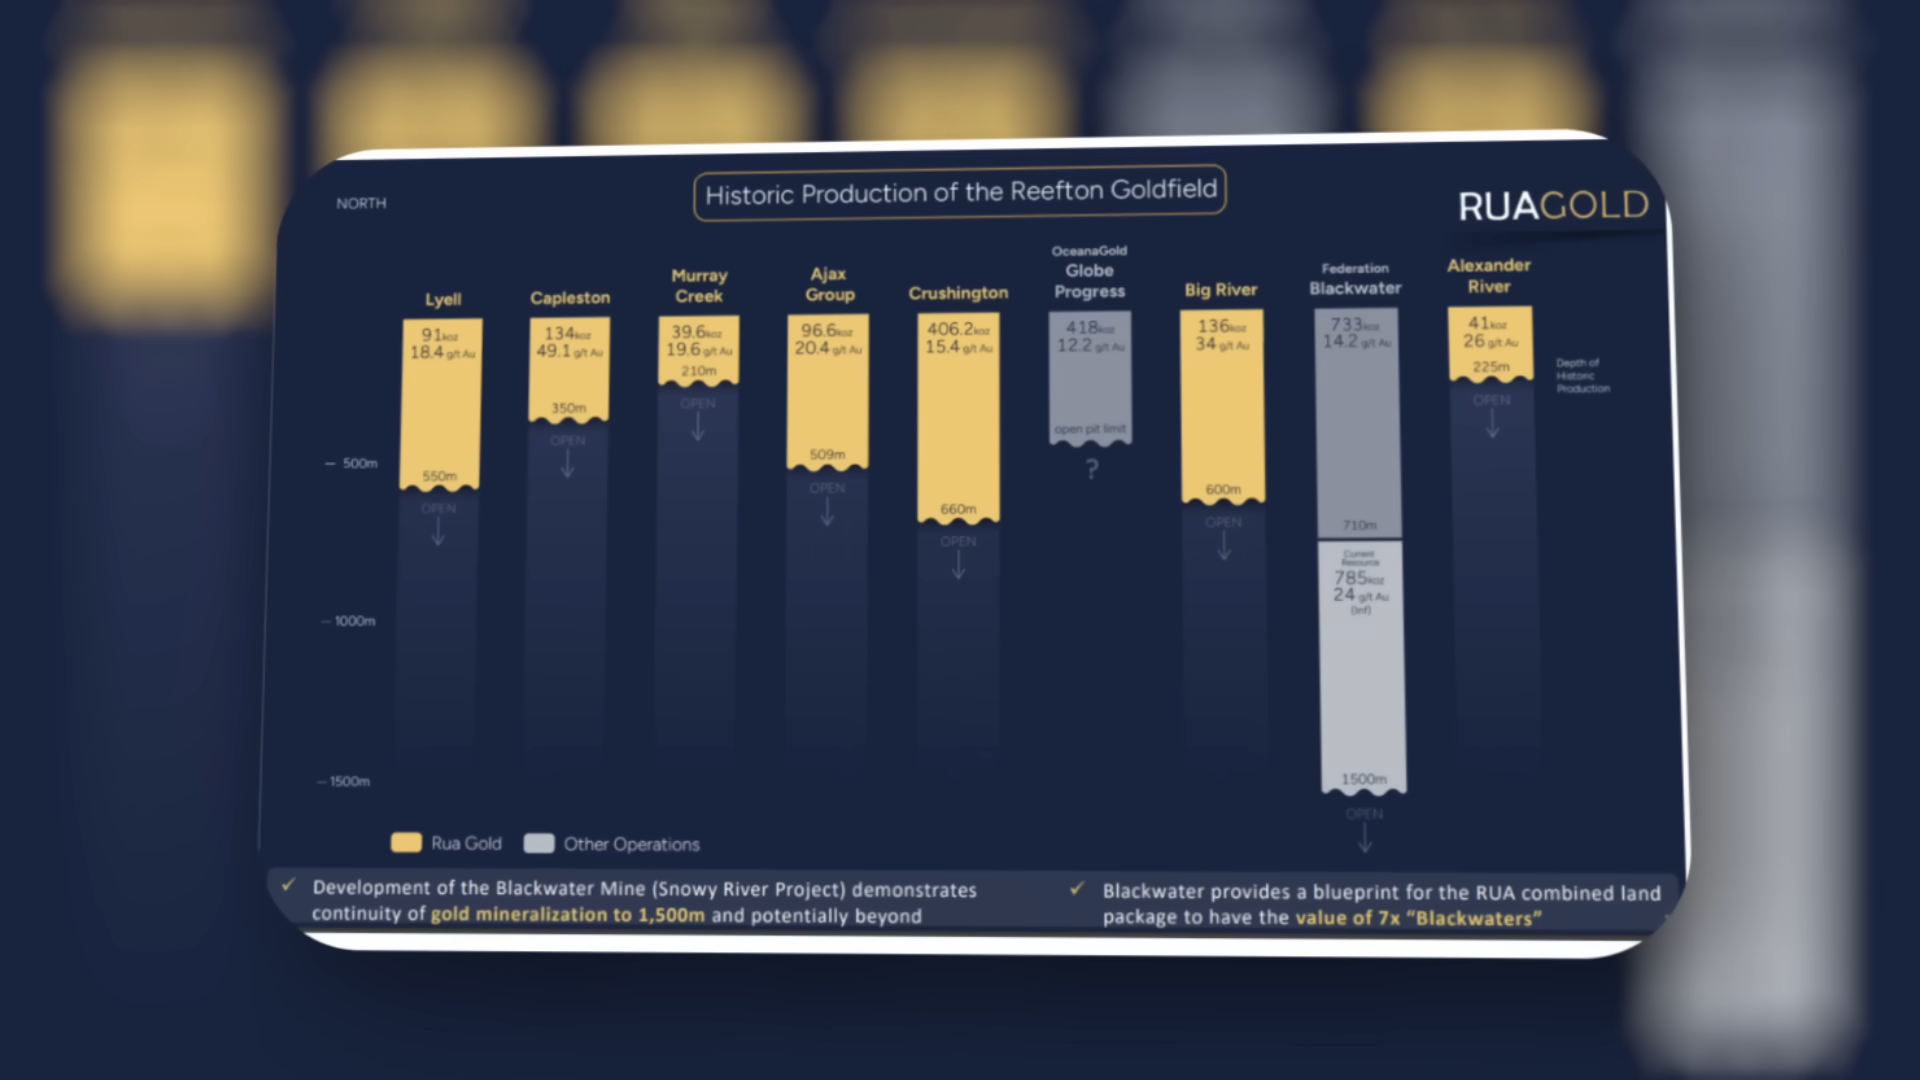 NORTH
Historic Production of the Reefton Goldfield
RUAGOLD
Lyell
91koz
18.4 g/t Au
550m
OPEN
Capleston
134koz
49.1 g/t Au
350m
OPEN
Murray
Creek
39.6koz
19.6 g/t Au
210m
OPEN
Ajax
Group
96.6koz
20.4 g/t Au
509m
OPEN
Crushington
406.2koz
15.4 g/t Au
660m
OPEN
OceanaGold
Globe
Progress
418koz
12.2 g/t Au
open pit limit
?
Big River
136koz
34 g/t Au
600m
OPEN
Federation
Blackwater
733koz
14.2 g/t Au
710m
Current
Resource
785koz
24 g/t Au
(Inf)
1500m
OPEN
Alexander
River
41koz
26 g/t Au
225m
OPEN
Depth of
Historic
Production
500m
1000m
1500m
Rua Gold
Other Operations
✓ Development of the Blackwater Mine (Snowy River Project) demonstrates
continuity of gold mineralization to 1,500m and potentially beyond
✓ Blackwater provides a blueprint for the RUA combined land
package to have the value of 7x “Blackwaters”